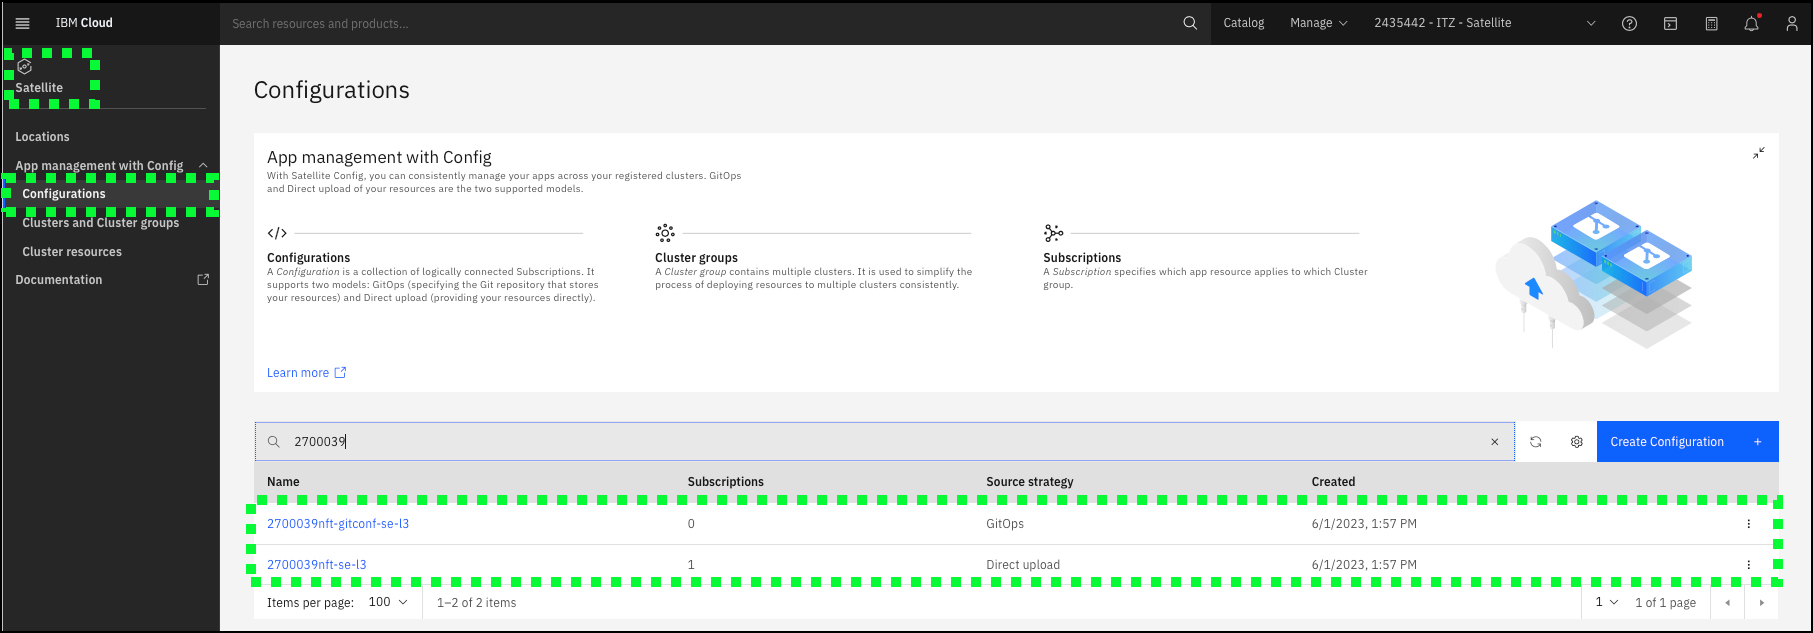 IBM Cloud
Search resources and products...
Catalog
Manage
2435442 - ITZ - Satellite
Satellite
Locations
App management with Config
Configurations
Clusters and Cluster groups
Cluster resources
Documentation
Configurations
App management with Config
With Satellite Config, you can consistently manage your apps across your registered clusters. GitOps
and Direct upload of your resources are the two supported models.
Configurations
A Configuration is a collection of logically connected Subscriptions. It
supports two models: GitOps (specifying the Git repository that stores
your resources) and Direct upload (providing your resources directly).
Cluster groups
A Cluster group contains multiple clusters. It is used to simplify the
process of deploying resources to multiple clusters consistently.
Subscriptions
A Subscription specifies which app resource applies to which Cluster
group.
Learn more
2700039
Create Configuration +
Name Subscriptions Source strategy Created
2700039nft-gitconf-se-l3 0 GitOps 6/1/2023, 1:57 PM
2700039nft-se-l3 1 Direct upload 6/1/2023, 1:57 PM
Items per page: 100 1–2 of 2 items 1 1 of 1 page